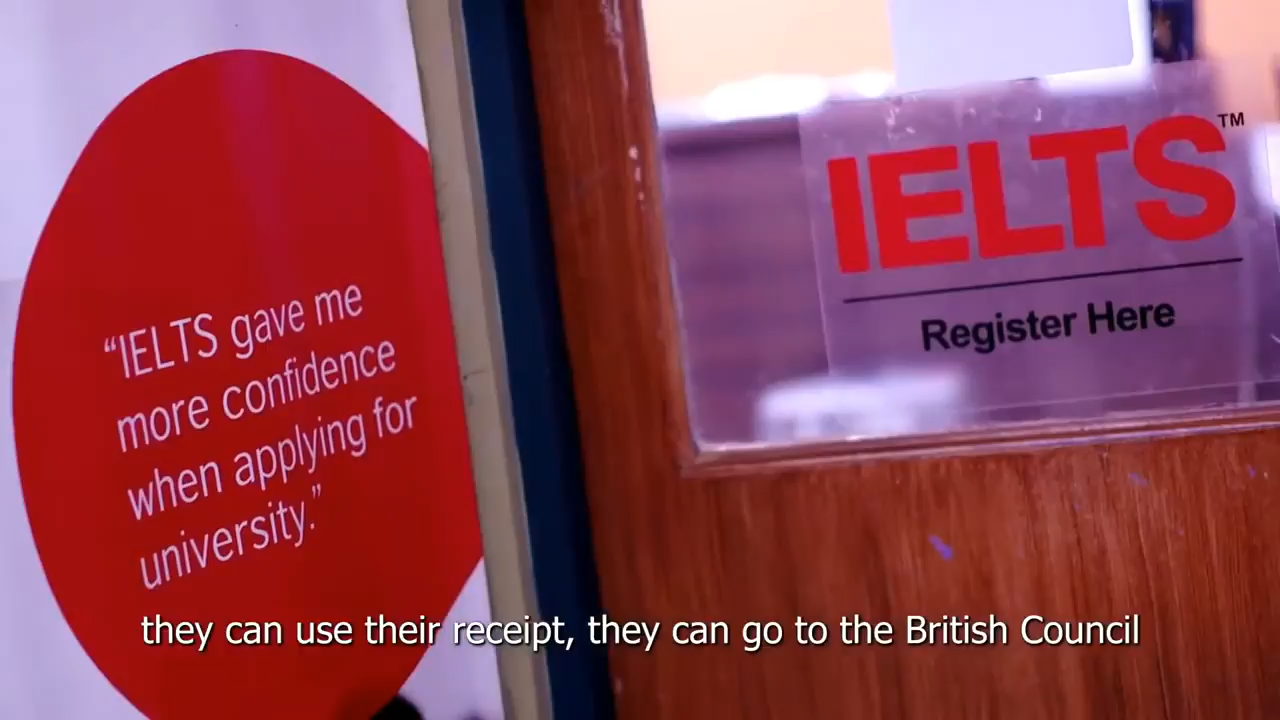 “IELTS gave me
more confidence
when applying for
university.”
IELTS™
Register Here
they can use their receipt, they can go to the British Council